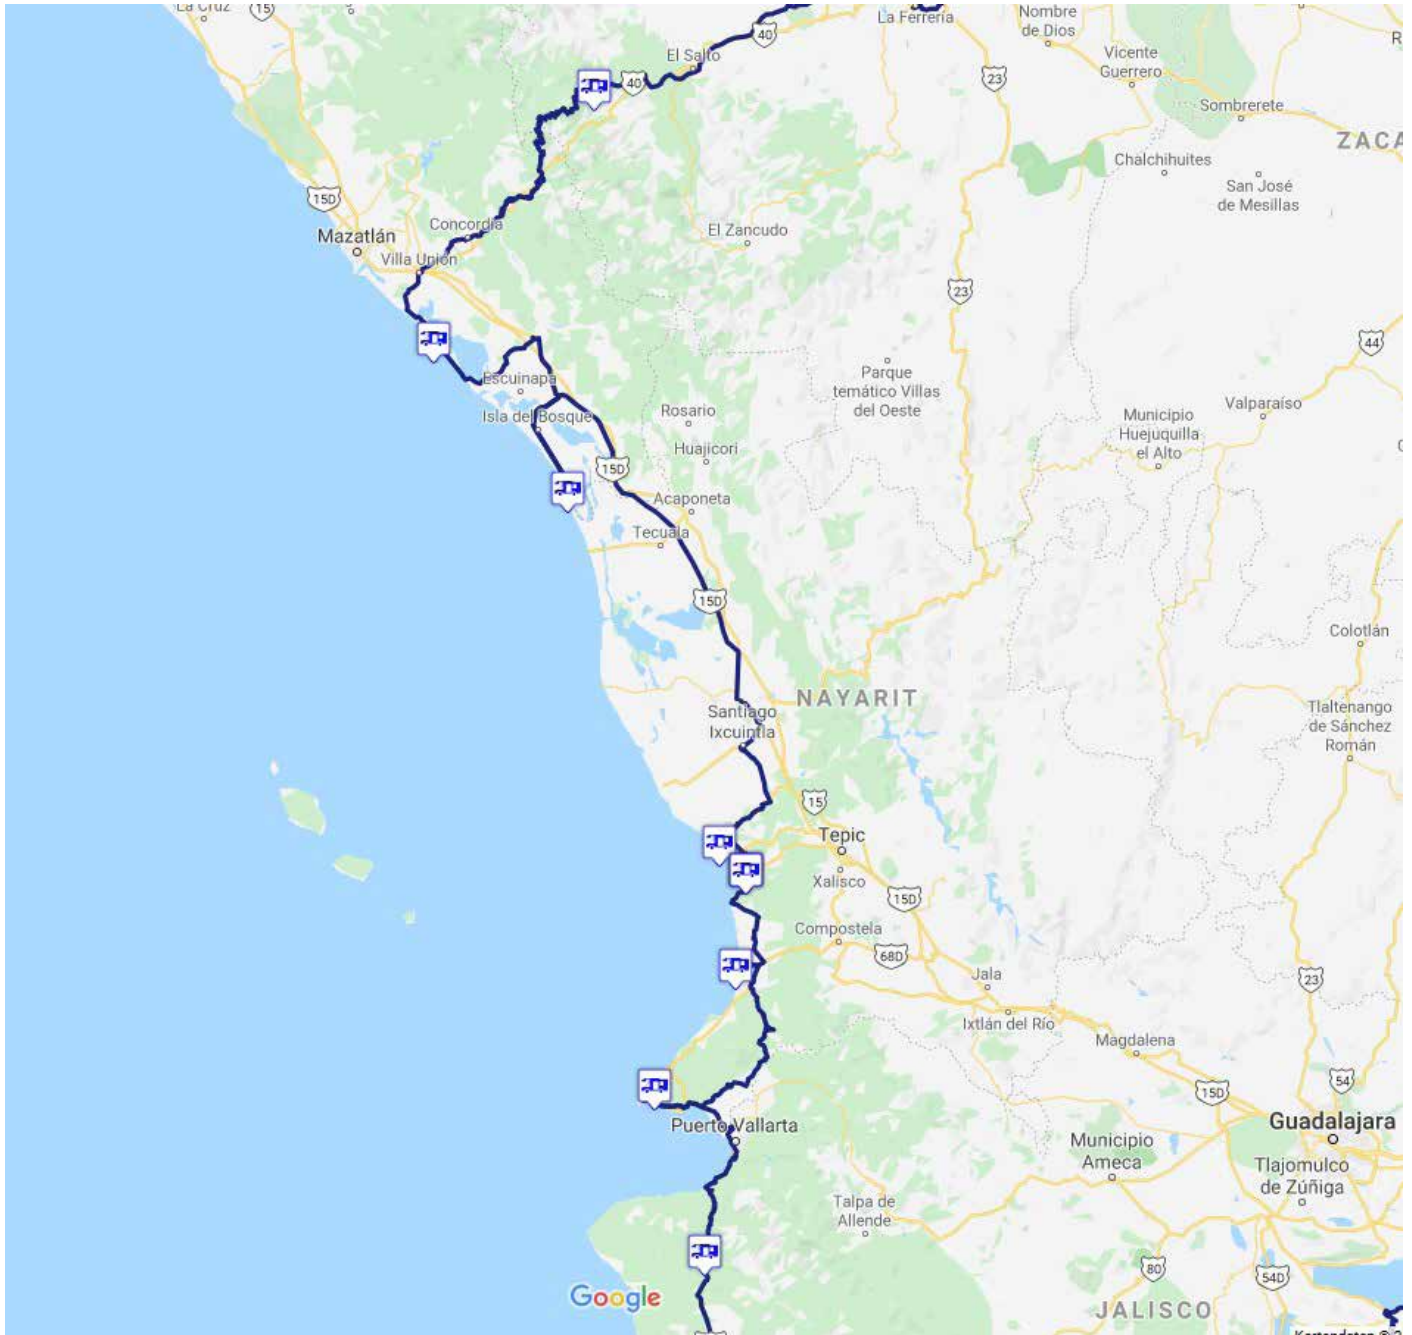 La Cruz
15
40
La Ferrería
Nombre
de Dios
El Salto
Vicente
Guerrero
23
40
Sombrerete
ZACA
Chalchihuites
San José
de Mesillas
15D
Concordia
Mazatlán
El Zancudo
Villa Unión
23
44
Parque
temático Villas
del Oeste
Escuinapa
Isla del Bosque
Rosario
Valparaíso
Municipio
Huejuquilla
el Alto
Huajicori
15D
Acaponeta
Tecuala
15D
Colotlán
NAYARIT
Santiago
Ixcuintla
Tlaltenango
de Sánchez
Román
15
Tepic
Xalisco
15D
Compostela
68D
Jala
23
Ixtlán del Río
Magdalena
54
15D
Puerto Vallarta
Guadalajara
Municipio
Ameca
Tlajomulco
de Zúñiga
Talpa de
Allende
80
54D
Google
JALISCO